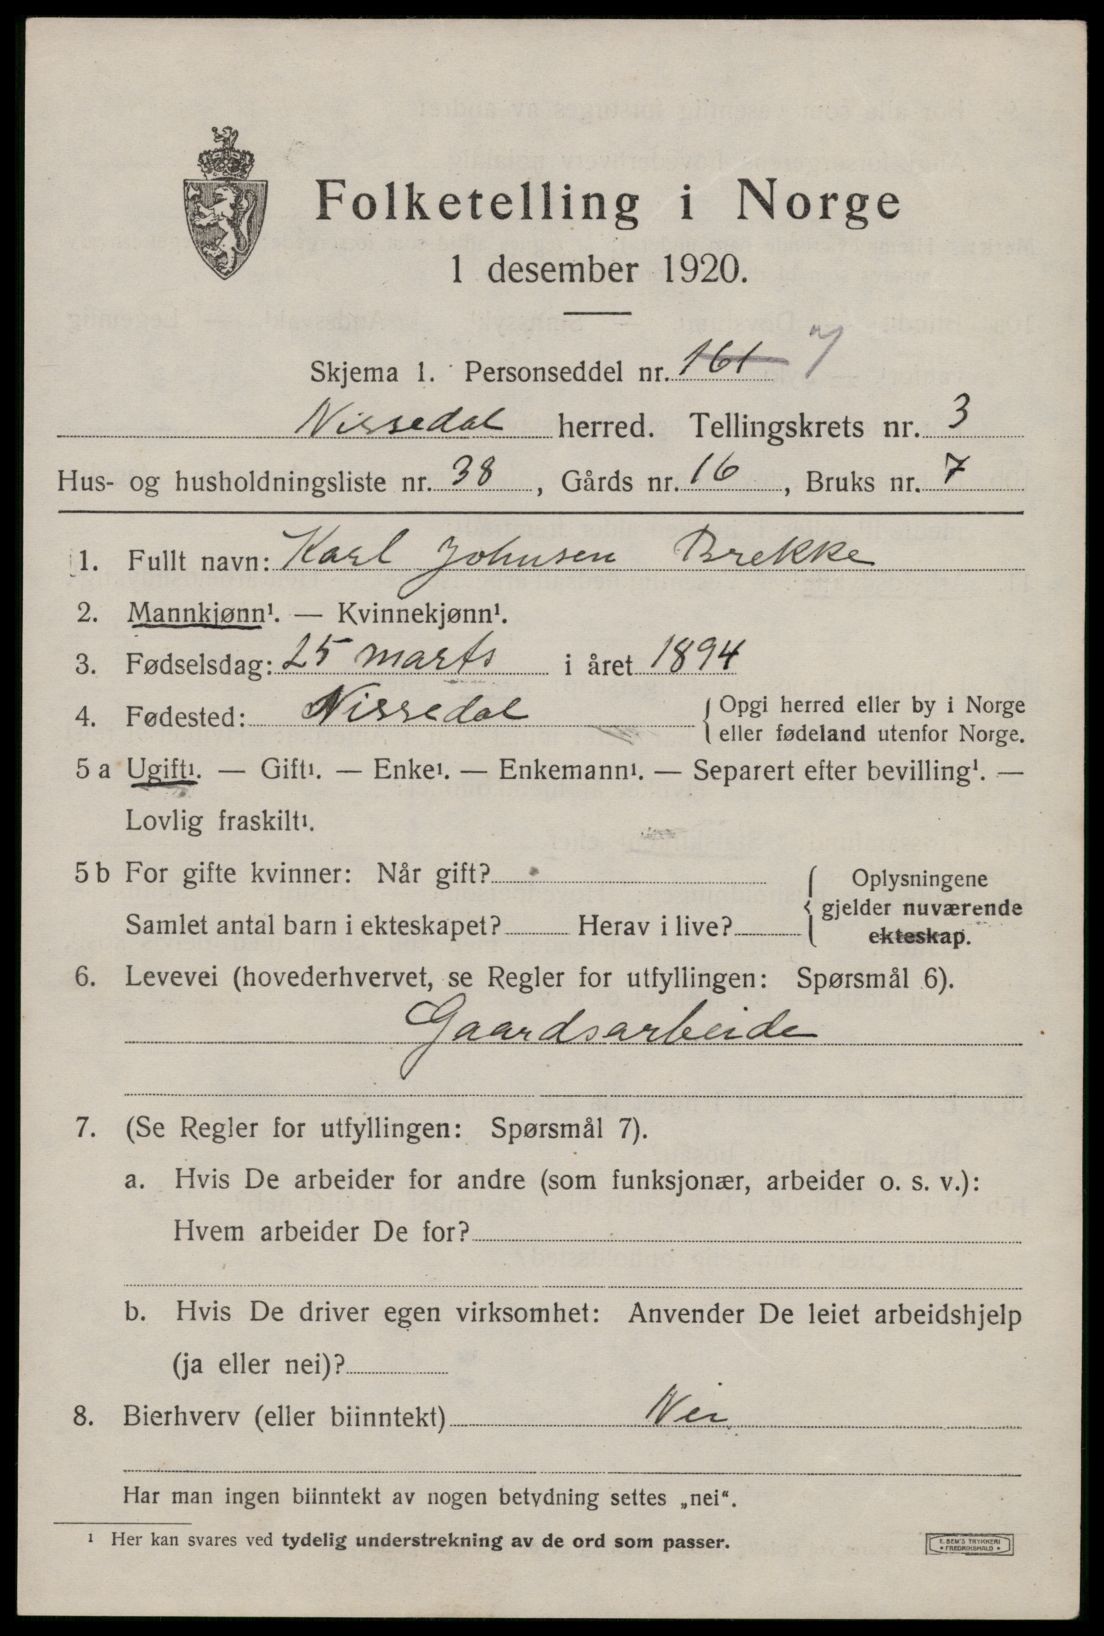 Folketelling i Norge
1 desember 1920.
Skjema 1. Personseddel nr. 161 7
Nissedal herred. Tellingskrets nr. 3
Hus- og husholdningsliste nr. 38, Gårds nr. 16, Bruks nr. 7
1. Fullt navn: Karl Johnsen Brekke
2. Mannkjønn¹. — Kvinnekjønn¹.
3. Fødselsdag: 25 marts i året 1894
4. Fødested: Nissedal { Opgi herred eller by i Norge
eller fødeland utenfor Norge.
5 a Ugift¹. — Gift¹. — Enke¹. — Enkemann¹. — Separert efter bevilling¹. —
Lovlig fraskilt¹.
5 b For gifte kvinner: Når gift?
Samlet antal barn i ekteskapet? Herav i live?
{ Oplysningene
gjelder nuværende
ekteskap.
6. Levevei (hovederhvervet, se Regler for utfyllingen: Spørsmål 6).
Gaardsarbeide
7. (Se Regler for utfyllingen: Spørsmål 7).
a. Hvis De arbeider for andre (som funksjonær, arbeider o. s. v.):
Hvem arbeider De for?
b. Hvis De driver egen virksomhet: Anvender De leiet arbeidshjelp
(ja eller nei)?
8. Bierhverv (eller biinntekt) Nei
Har man ingen biinntekt av nogen betydning settes „nei“.
¹ Her kan svares ved tydelig understrekning av de ord som passer.
E. SEM'S TRYKKERI
• FREDRIKSHALD •